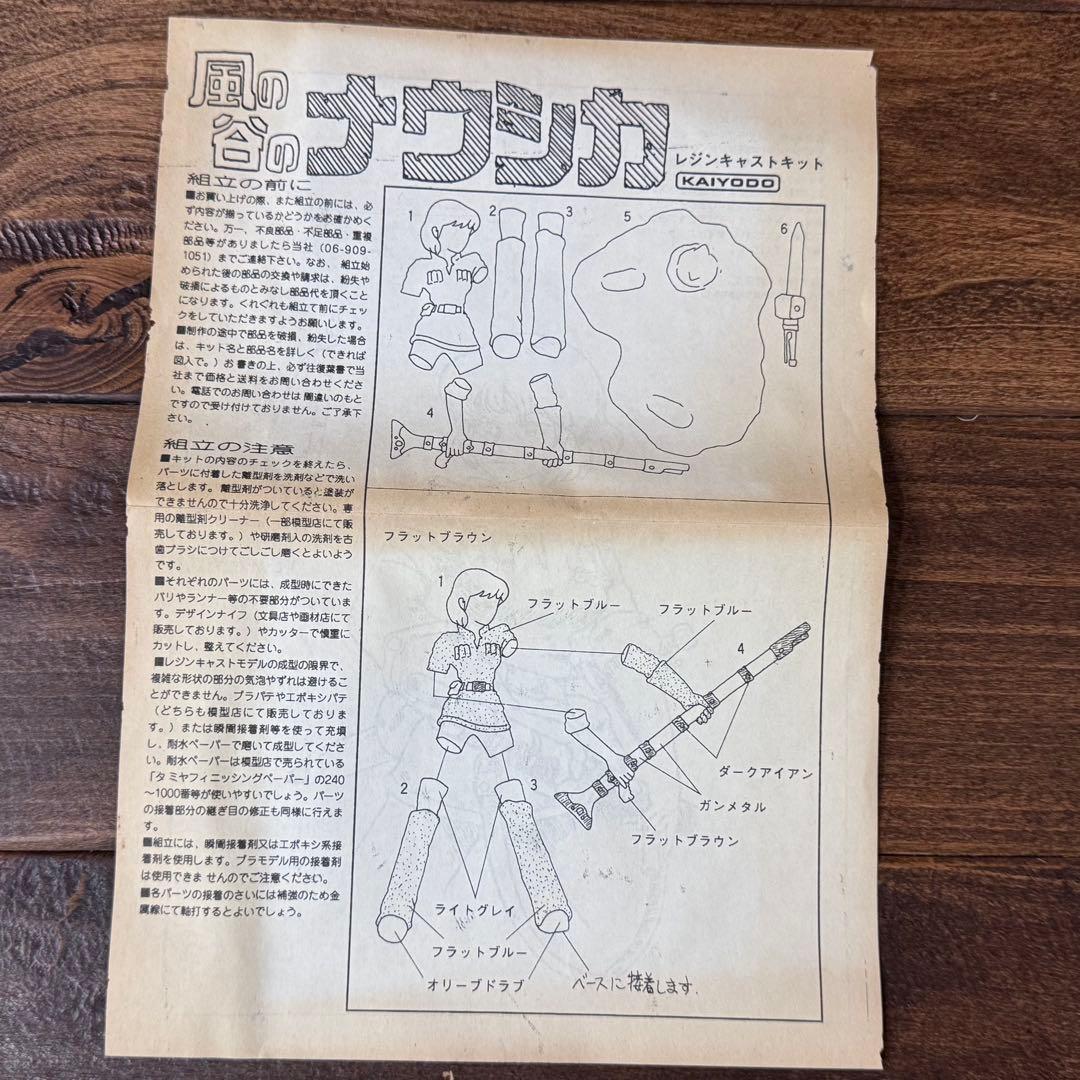 風の
谷の
ナウシカ
レジンキャストキット
KAIYODO
組立の前に
■お買い上げの際、また組立の前には、必
ず内容が揃っているかどうかをお確かめく
ださい。万一、不良部品・不足部品・重複
部品等がありましたら当社（06-909-
1051）までご連絡下さい。なお、組立始
められた後の部品の交換や請求は、紛失や
破損によるものとみなし部品代を頂くこと
になります。くれぐれも組立て前にチェッ
クをしていただきますようお願いします。
■制作の途中で部品を破損、紛失した場合
は、キット名と部品名を詳しく（できれば
図入で。）お書きの上、必ず往復葉書で当
社まで価格と送料をお問い合わせくださ
い。電話でのお問い合わせは間違いのもと
ですので受け付けておりません。ご了承下
さい。
組立の注意
■キットの内容のチェックを終えたら、
パーツに付着した離型剤を洗剤などで洗い
落とします。離型剤がついていると塗装が
できませんので十分洗浄してください。専
用の離型剤クリーナー（一部模型店にて販
売しております。）や研磨剤入の洗剤を古
歯ブラシにつけてごしごし磨くとよいよう
です。
■それぞれのパーツには、成型時にできた
バリやランナー等の不要部分がついていま
す。デザインナイフ（文具店や画材店にて
販売しております。）やカッターで慎重に
カットし、整えてください。
■レジンキャストモデルの成型の限界で、
複雑な形状の部分の気泡やずれは避けるこ
とができません。プラパテやエポキシパテ
（どちらも模型店にて販売しておりま
す。）または瞬間接着剤等を使って充填
し、耐水ペーパーで磨いて成型してくださ
い。耐水ペーパーは模型店で売られている
「タミヤフィニッシングペーパー」の240
～1000番等が使いやすいでしょう。パーツ
の接着部分の継ぎ目の修正も同様に行えま
す。
■組立には、瞬間接着剤又はエポキシ系接
着剤を使用します。プラモデル用の接着剤
は使用できませんのでご注意ください。
■各パーツの接着のさいには補強のため金
属線にて軸打するとよいでしょう。
1
2
3
5
6
4
フラットブラウン
1
フラットブルー
フラットブルー
4
2
3
ダークアイアン
ガンメタル
フラットブラウン
ライトグレイ
フラットブルー
オリーブドラブ
ベースに接着します.